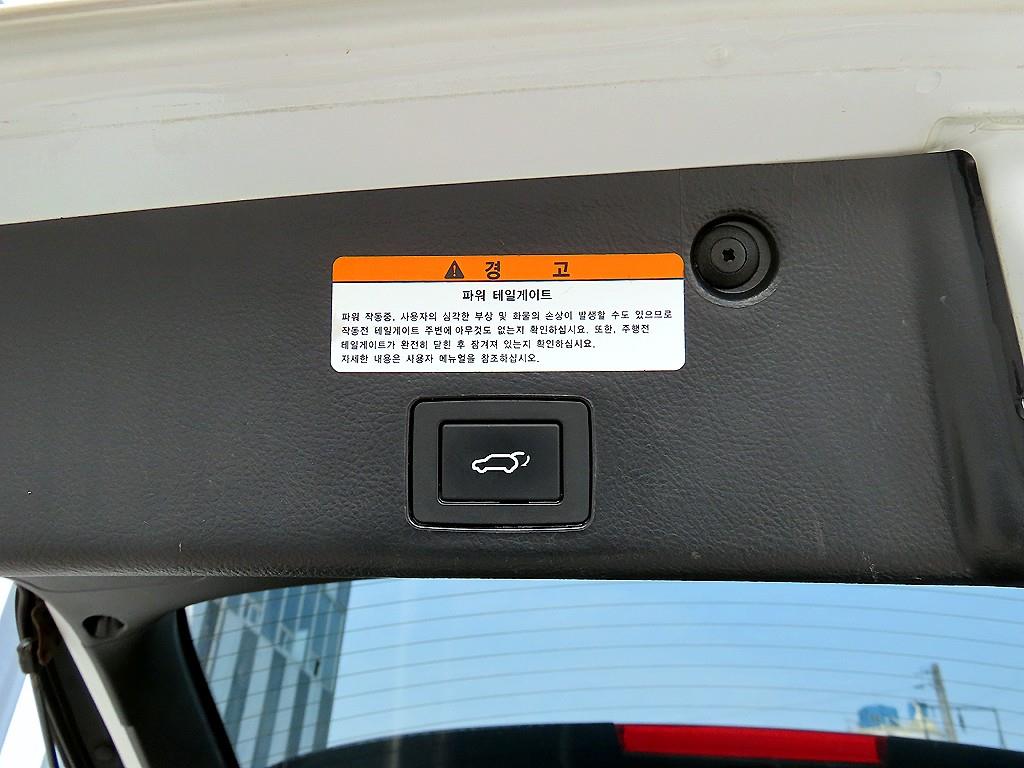 경 고
파워 테일게이트
파워 작동중, 사용자의 심각한 부상 및 화물의 손상이 발생할 수도 있으므로
작동전 테일게이트 주변에 아무것도 없는지 확인하십시요. 또한, 주행전
테일게이트가 완전히 닫힌 후 잠겨져 있는지 확인하십시요.
자세한 내용은 사용자 메뉴얼을 참조하십시오.